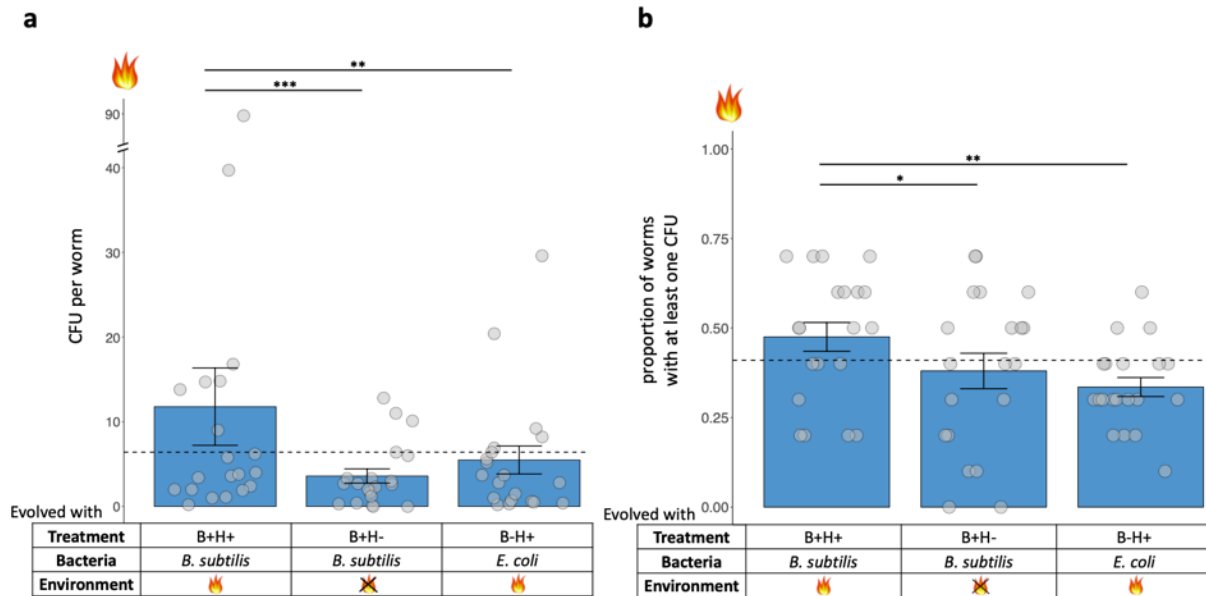 a
**
***
CFU per worm
90
40
30
20
10
0
Evolved with
Treatment B+H+ B+H- B-H+
Bacteria B. subtilis B. subtilis E. coli
Environment
b
**
*
proportion of worms
with at least one CFU
1.00
0.75
0.50
0.25
0.00
Evolved with
Treatment B+H+ B+H- B-H+
Bacteria B. subtilis B. subtilis E. coli
Environment